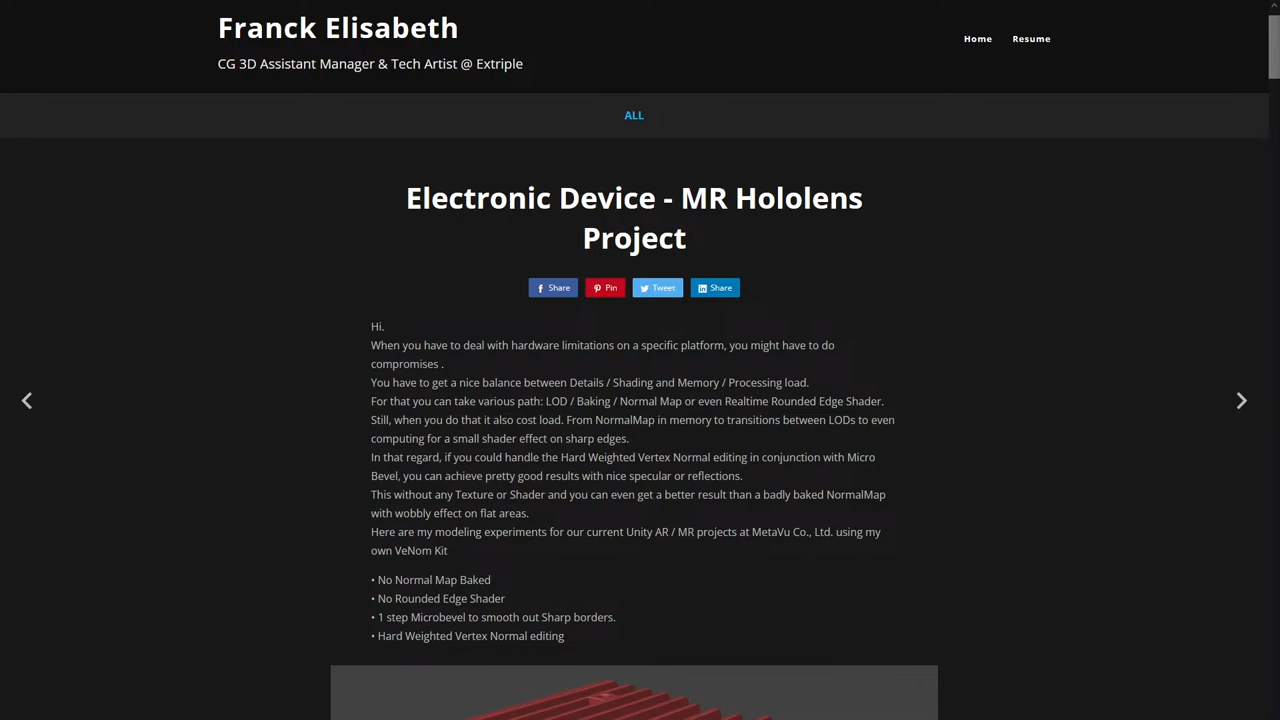 Franck Elisabeth
Home
Resume
CG 3D Assistant Manager & Tech Artist @ Extriple
ALL
Electronic Device - MR Hololens
Project
Share
Pin
Tweet
Share
Hi.
When you have to deal with hardware limitations on a specific platform, you might have to do
compromises .
You have to get a nice balance between Details / Shading and Memory / Processing load.
For that you can take various path: LOD / Baking / Normal Map or even Realtime Rounded Edge Shader.
Still, when you do that it also cost load. From NormalMap in memory to transitions between LODs to even
computing for a small shader effect on sharp edges.
In that regard, if you could handle the Hard Weighted Vertex Normal editing in conjunction with Micro
Bevel, you can achieve pretty good results with nice specular or reflections.
This without any Texture or Shader and you can even get a better result than a badly baked NormalMap
with wobbly effect on flat areas.
Here are my modeling experiments for our current Unity AR / MR projects at MetaVu Co., Ltd. using my
own VeNom Kit
• No Normal Map Baked
• No Rounded Edge Shader
• 1 step Microbevel to smooth out Sharp borders.
• Hard Weighted Vertex Normal editing